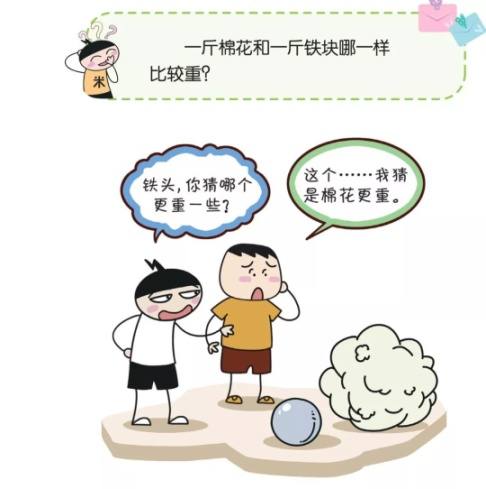 一斤棉花和一斤铁块哪一样
比较重？
米
铁头，你猜哪个
更重一些？
这个……我猜
是棉花更重。